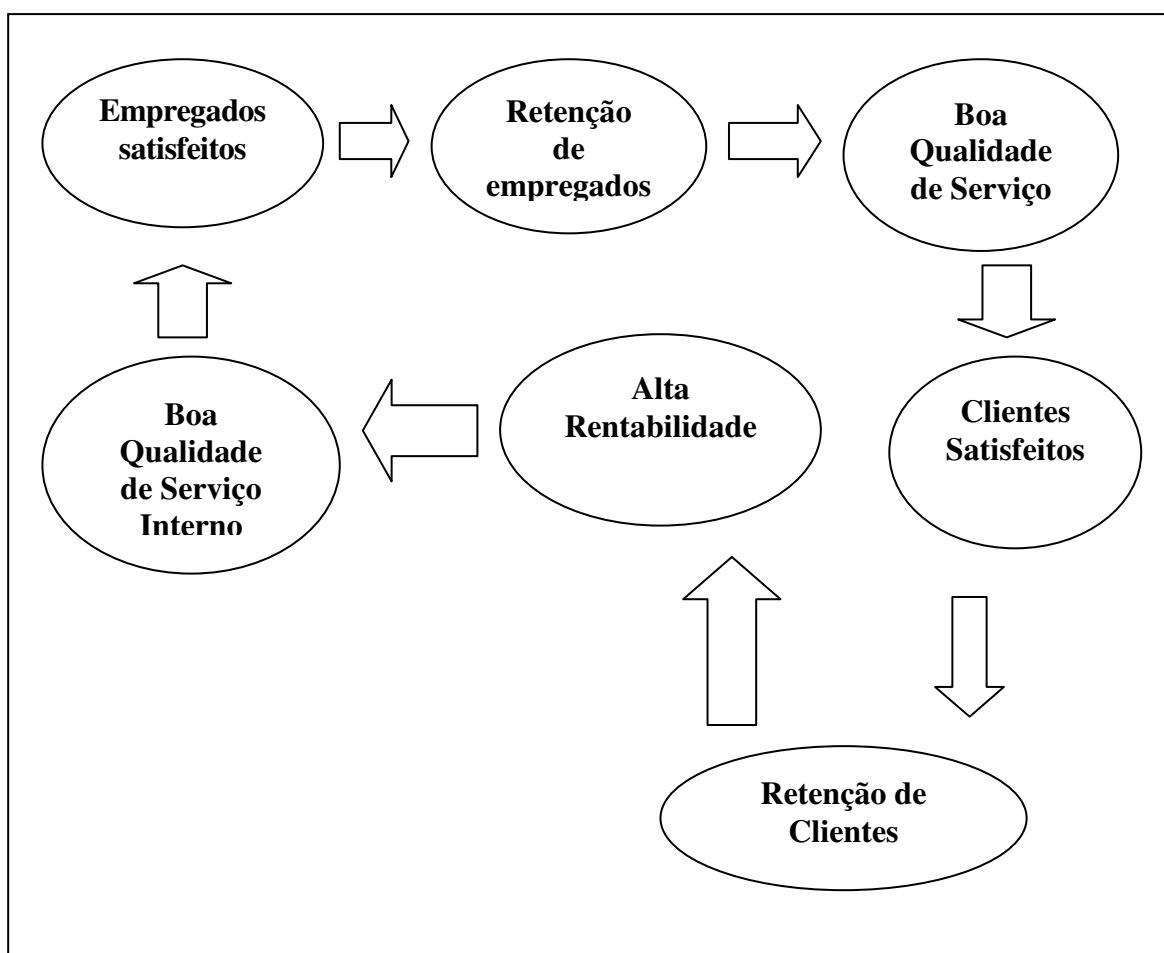 Empregados
satisfeitos
Retenção
de
empregados
Boa
Qualidade
de Serviço
Boa
Qualidade
de Serviço
Interno
Alta
Rentabilidade
Clientes
Satisfeitos
Retenção de
Clientes